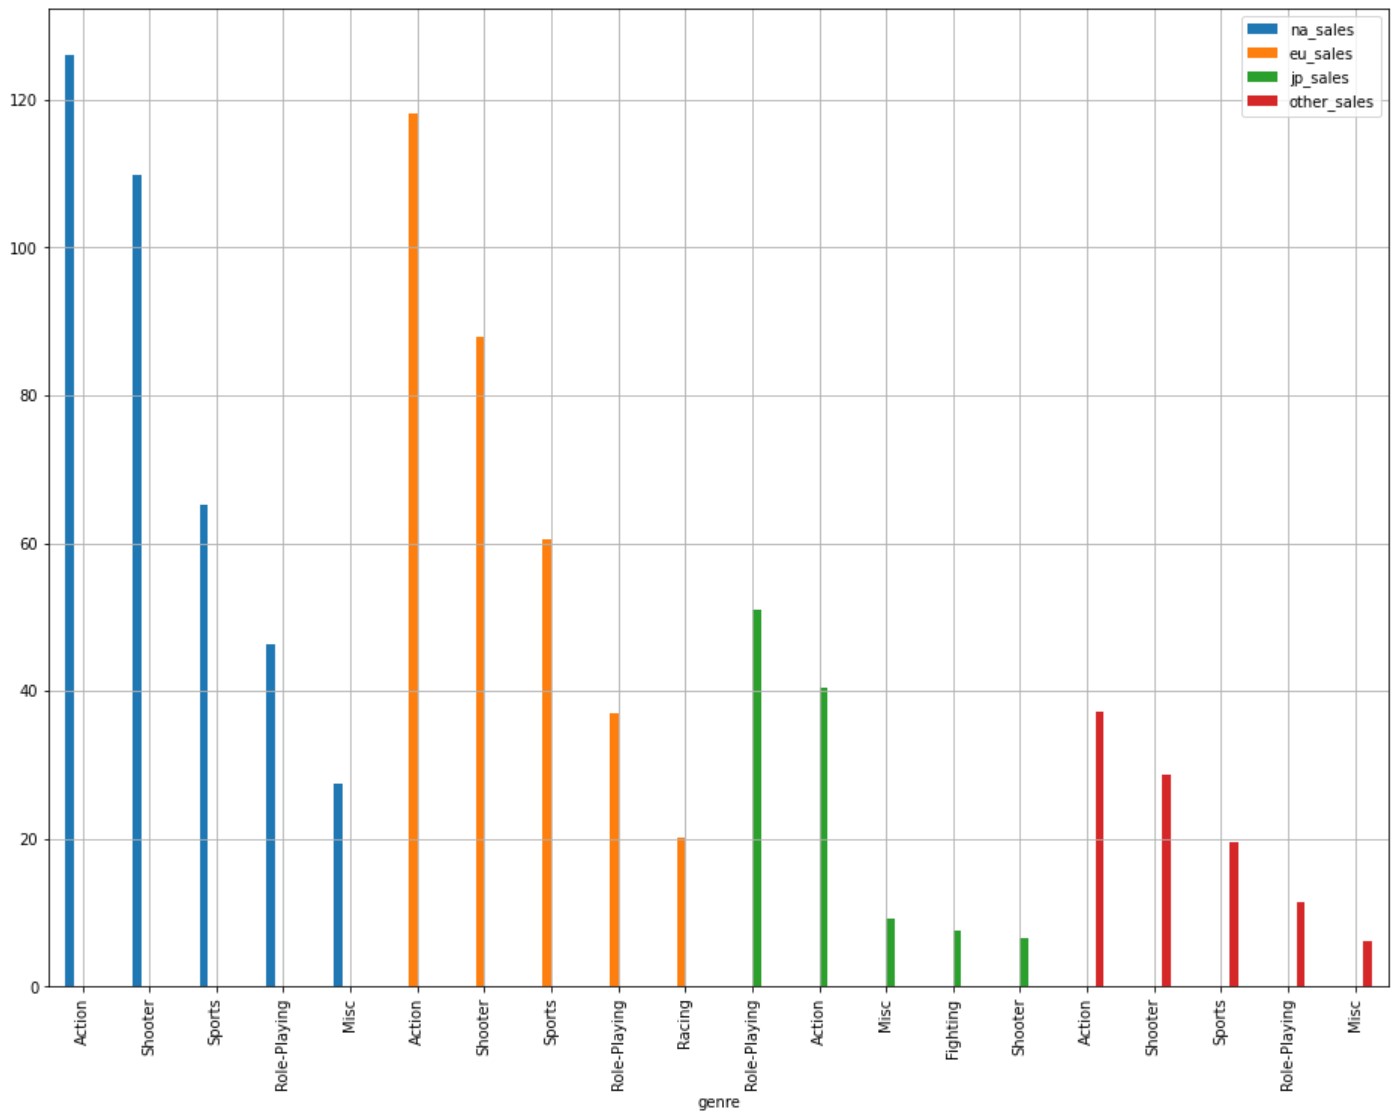 na_sales
eu_sales
jp_sales
other_sales
120
100
80
60
40
20
0
Action
Shooter
Sports
Role-Playing
Misc
Action
Shooter
Sports
Role-Playing
Racing
Role-Playing
Action
Misc
Fighting
Shooter
Action
Shooter
Sports
Role-Playing
Misc
genre